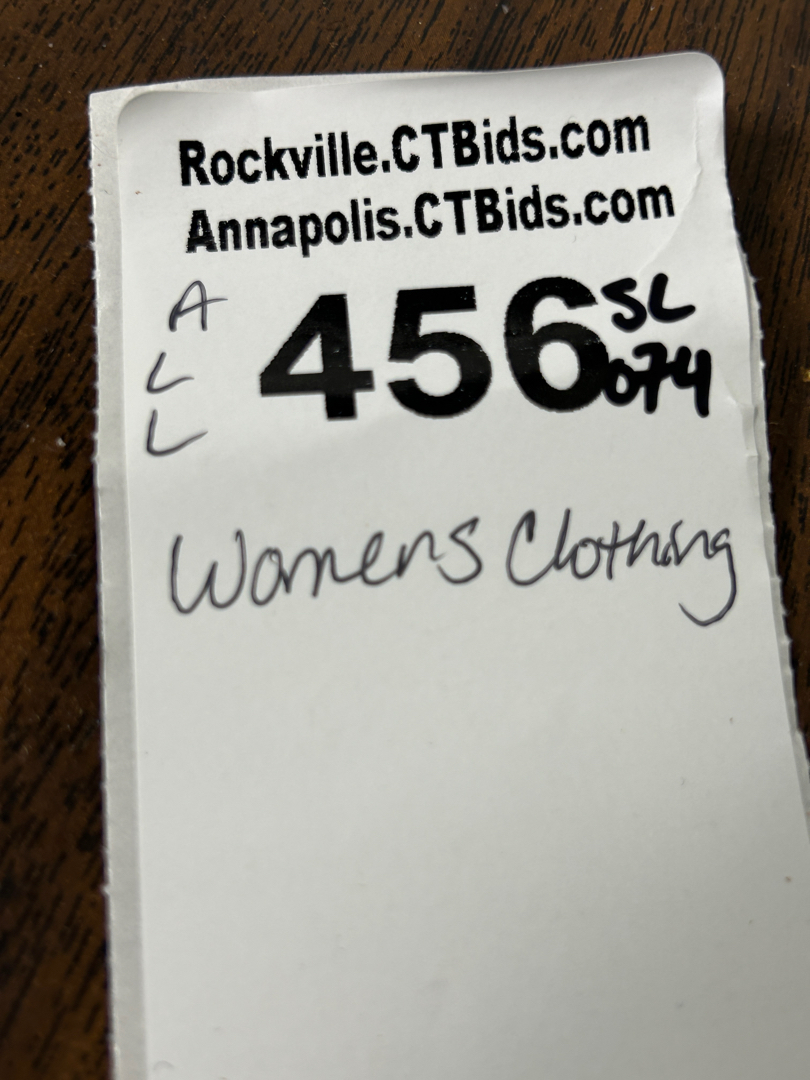 Rockville.CTBids.com
Annapolis.CTBids.com
A
L
L
456
SL
074
Womens Clothing